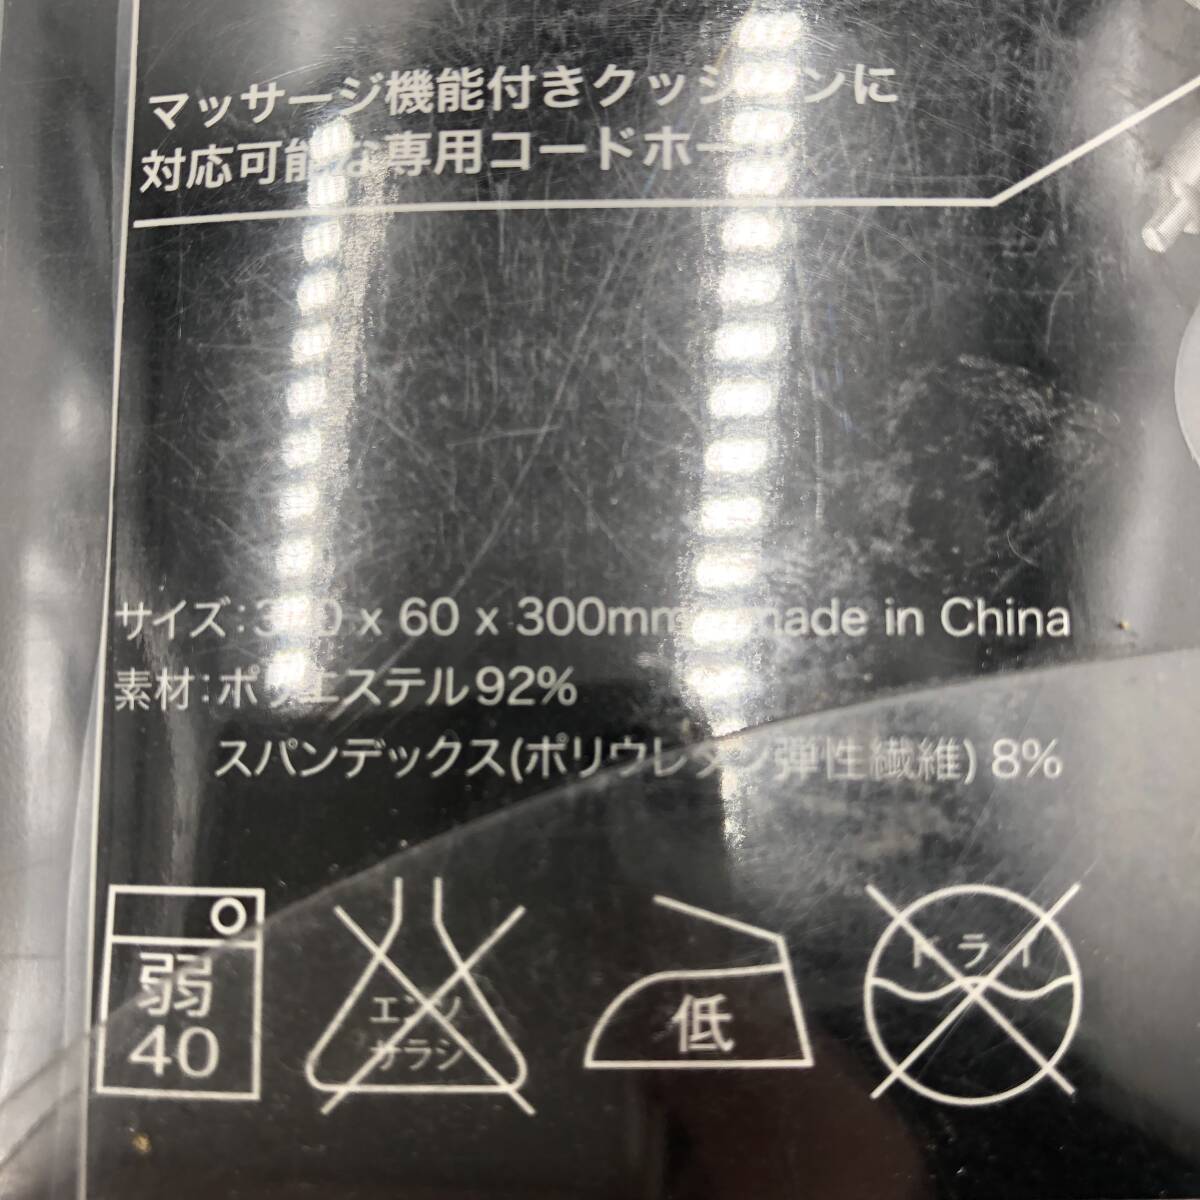 マッサージ機能付きクッションに
対応可能な専用コードホール
サイズ: x 60 x 300mm made in China
素材:ポリエステル92%
スパンデックス(ポリウレタン弾性繊維) 8%
弱
40
エンソ
サラシ
低
ドライ